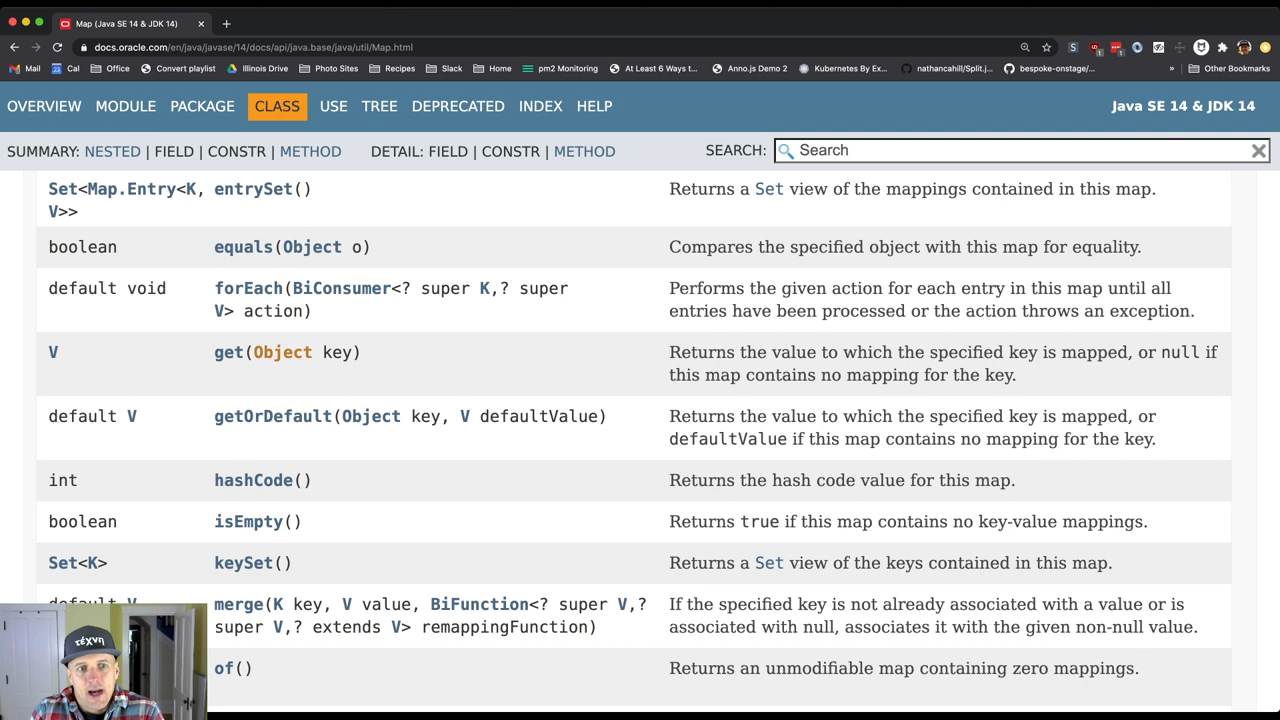 Map (Java SE 14 & JDK 14)
docs.oracle.com/en/java/javase/14/docs/api/java.base/java/util/Map.html
Mail Cal Office Convert playlist Illinois Drive Photo Sites Recipes Slack Home pm2 Monitoring At Least 6 Ways t... Anno.js Demo 2 Kubernetes By Ex... nathancahill/Split.j... bespoke-onstage/... » Other Bookmarks
OVERVIEW MODULE PACKAGE CLASS USE TREE DEPRECATED INDEX HELP Java SE 14 & JDK 14
SUMMARY: NESTED | FIELD | CONSTR | METHOD DETAIL: FIELD | CONSTR | METHOD SEARCH: Search
Set<Map.Entry<K, entrySet() Returns a Set view of the mappings contained in this map.
V>>
boolean equals(Object o) Compares the specified object with this map for equality.
default void forEach(BiConsumer<? super K,? super Performs the given action for each entry in this map until all
V> action) entries have been processed or the action throws an exception.
V get(Object key) Returns the value to which the specified key is mapped, or null if
this map contains no mapping for the key.
default V getOrDefault(Object key, V defaultValue) Returns the value to which the specified key is mapped, or
defaultValue if this map contains no mapping for the key.
int hashCode() Returns the hash code value for this map.
boolean isEmpty() Returns true if this map contains no key-value mappings.
Set<K> keySet() Returns a Set view of the keys contained in this map.
default V merge(K key, V value, BiFunction<? super V,? If the specified key is not already associated with a value or is
super V,? extends V> remappingFunction) associated with null, associates it with the given non-null value.
of() Returns an unmodifiable map containing zero mappings.
τέχνη